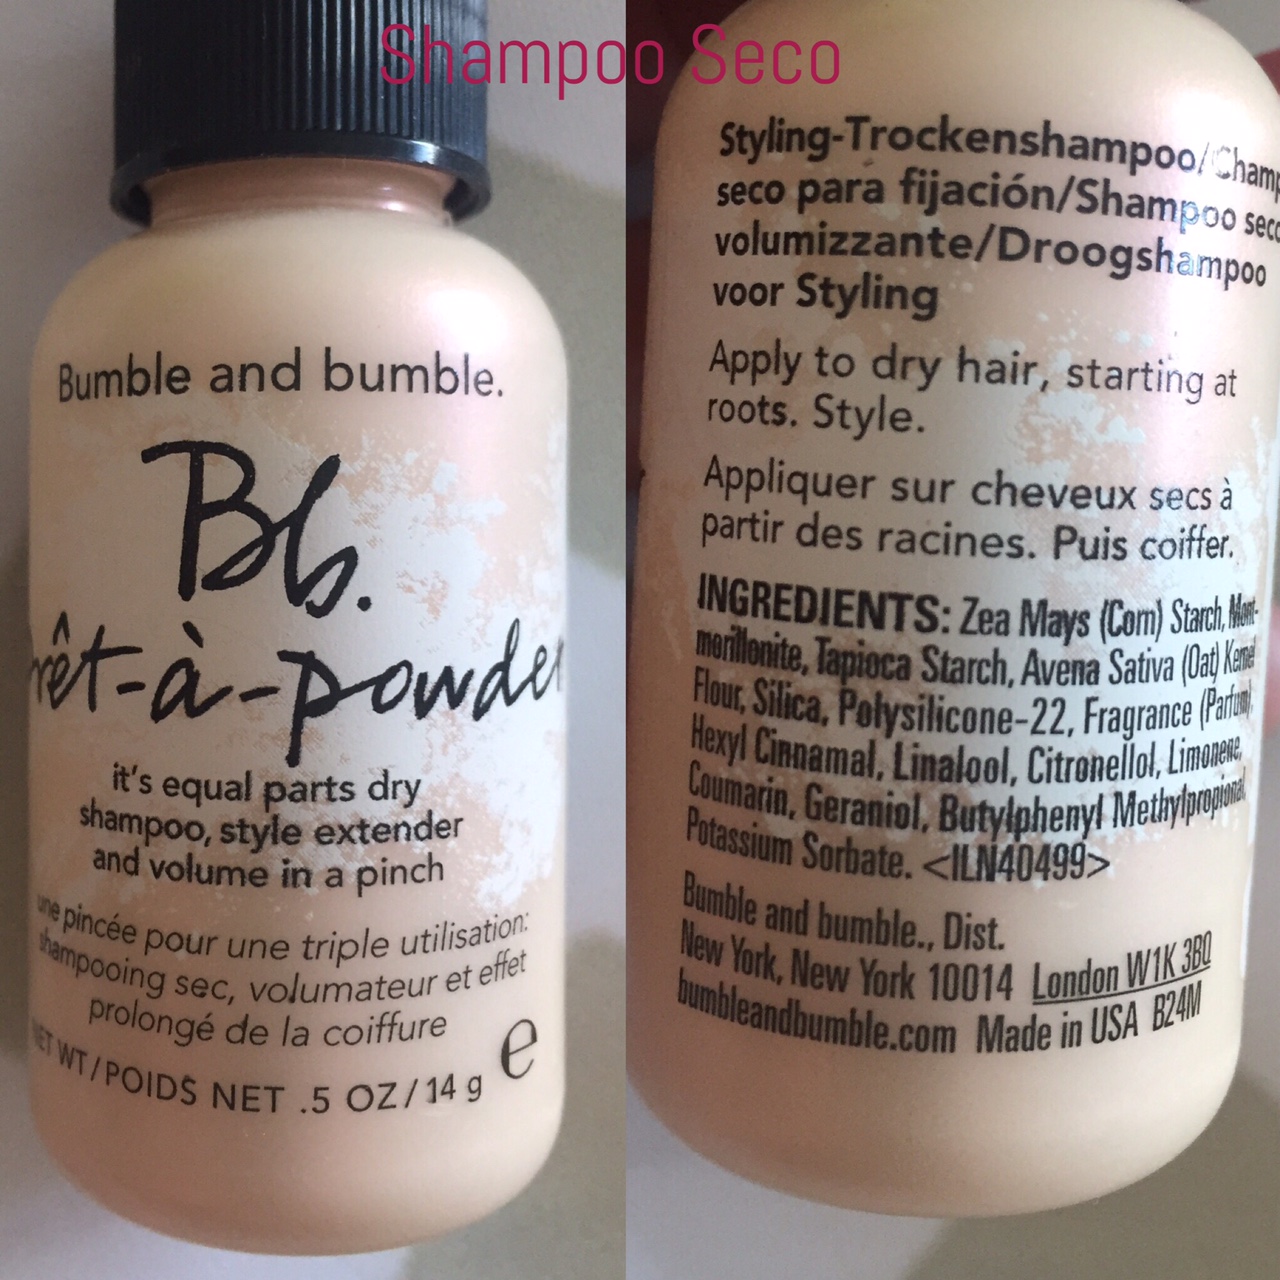 Shampoo Seco
Bumble and bumble.
Bb.
rêt-à-powder
it's equal parts dry
shampoo, style extender
and volume in a pinch
une pincée pour une triple utilisation:
shampooing sec, volumateur et effet
prolongé de la coiffure
NET WT/POIDS NET .5 OZ/14 g e
Styling-Trockenshampoo/Champ
seco para fijación/Shampoo seco
volumizzante/Droogshampoo
voor Styling
Apply to dry hair, starting at
roots. Style.
Appliquer sur cheveux secs à
partir des racines. Puis coiffer.
INGREDIENTS: Zea Mays (Corn) Starch, Mont-
morillonite, Tapioca Starch, Avena Sativa (Oat) Kernel
Flour, Silica, Polysilicone-22, Fragrance (Parfum),
Hexyl Cinnamal, Linalool, Citronellol, Limonene,
Coumarin, Geraniol, Butylphenyl Methylpropional,
Potassium Sorbate. <ILN40499>
Bumble and bumble., Dist.
New York, New York 10014 London W1K 3BQ
bumbleandbumble.com Made in USA B24M